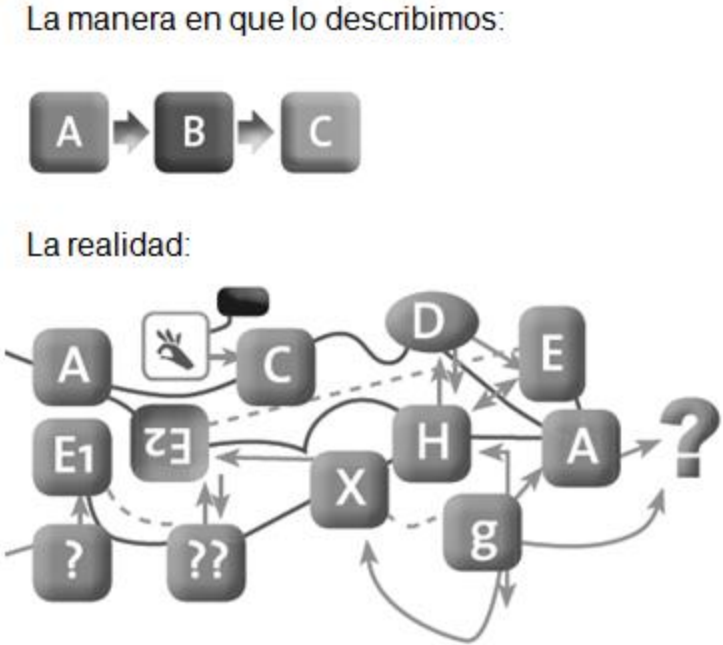 La manera en que lo describimos:
A B C
La realidad:
D
A C E
E1 E2 H A ?
X
? ?? g